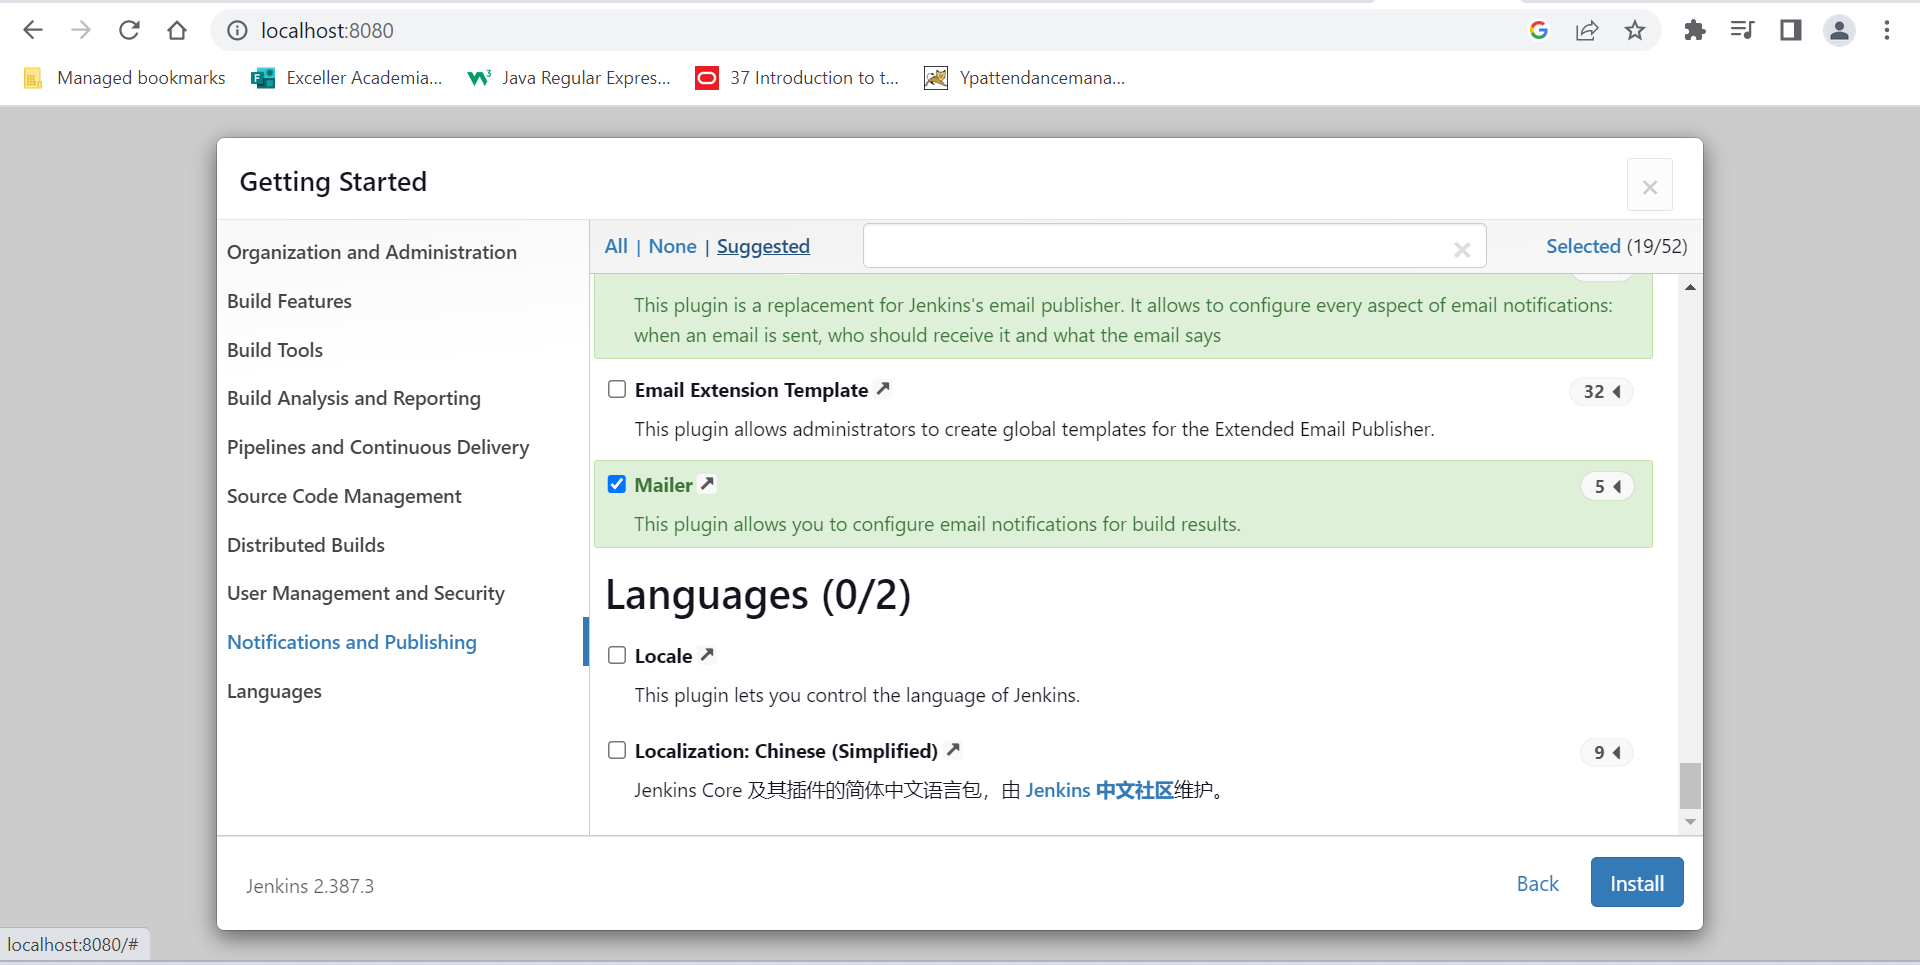 localhost:8080
Managed bookmarks
Exceller Academia...
Java Regular Expres...
37 Introduction to t...
Ypattendancemana...
Getting Started
Organization and Administration
Build Features
Build Tools
Build Analysis and Reporting
Pipelines and Continuous Delivery
Source Code Management
Distributed Builds
User Management and Security
Notifications and Publishing
Languages
All | None | Suggested
Selected (19/52)
This plugin is a replacement for Jenkins's email publisher. It allows to configure every aspect of email notifications:
when an email is sent, who should receive it and what the email says
Email Extension Template
32
This plugin allows administrators to create global templates for the Extended Email Publisher.
Mailer
5
This plugin allows you to configure email notifications for build results.
Languages (0/2)
Locale
This plugin lets you control the language of Jenkins.
Localization: Chinese (Simplified)
9
Jenkins Core 及其插件的简体中文语言包，由 Jenkins 中文社区维护。
Jenkins 2.387.3
Back
Install
localhost:8080/#